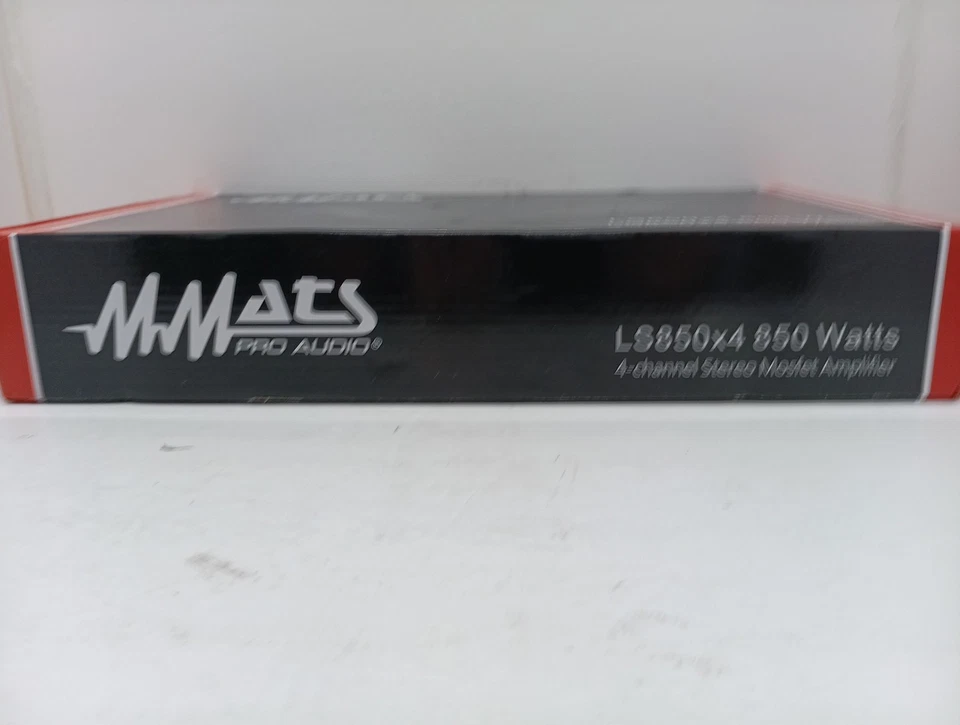 MMATS
PRO AUDIO®
LS850x4 850 Watts
4-channel Stereo Mosfet Amplifier